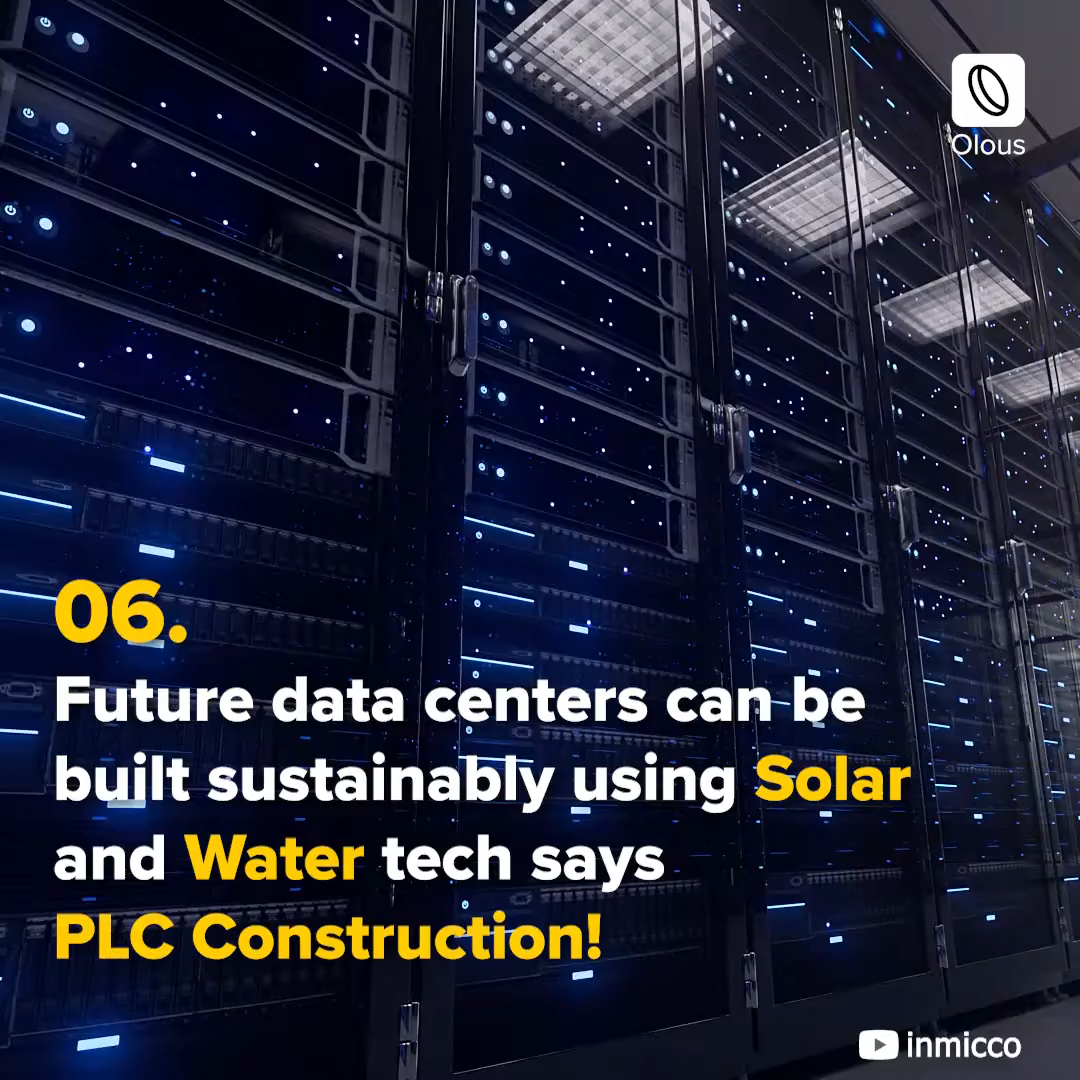 Olous
06.
Future data centers can be
built sustainably using Solar
and Water tech says
PLC Construction!
inmicco